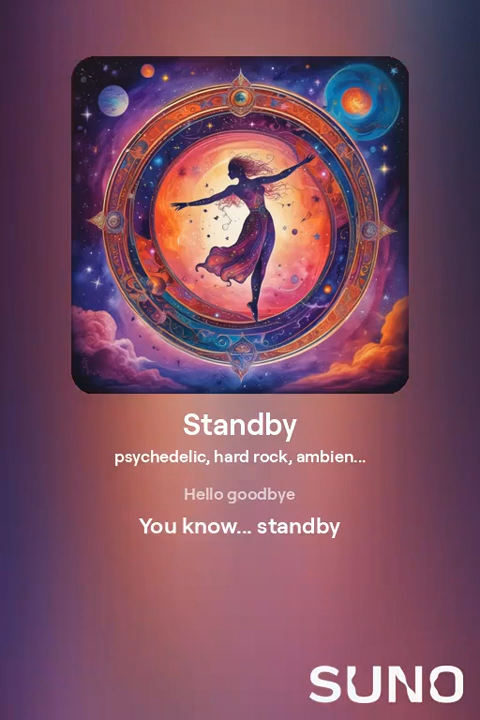 Standby
psychedelic, hard rock, ambien...
Hello goodbye
You know... standby
SUNO